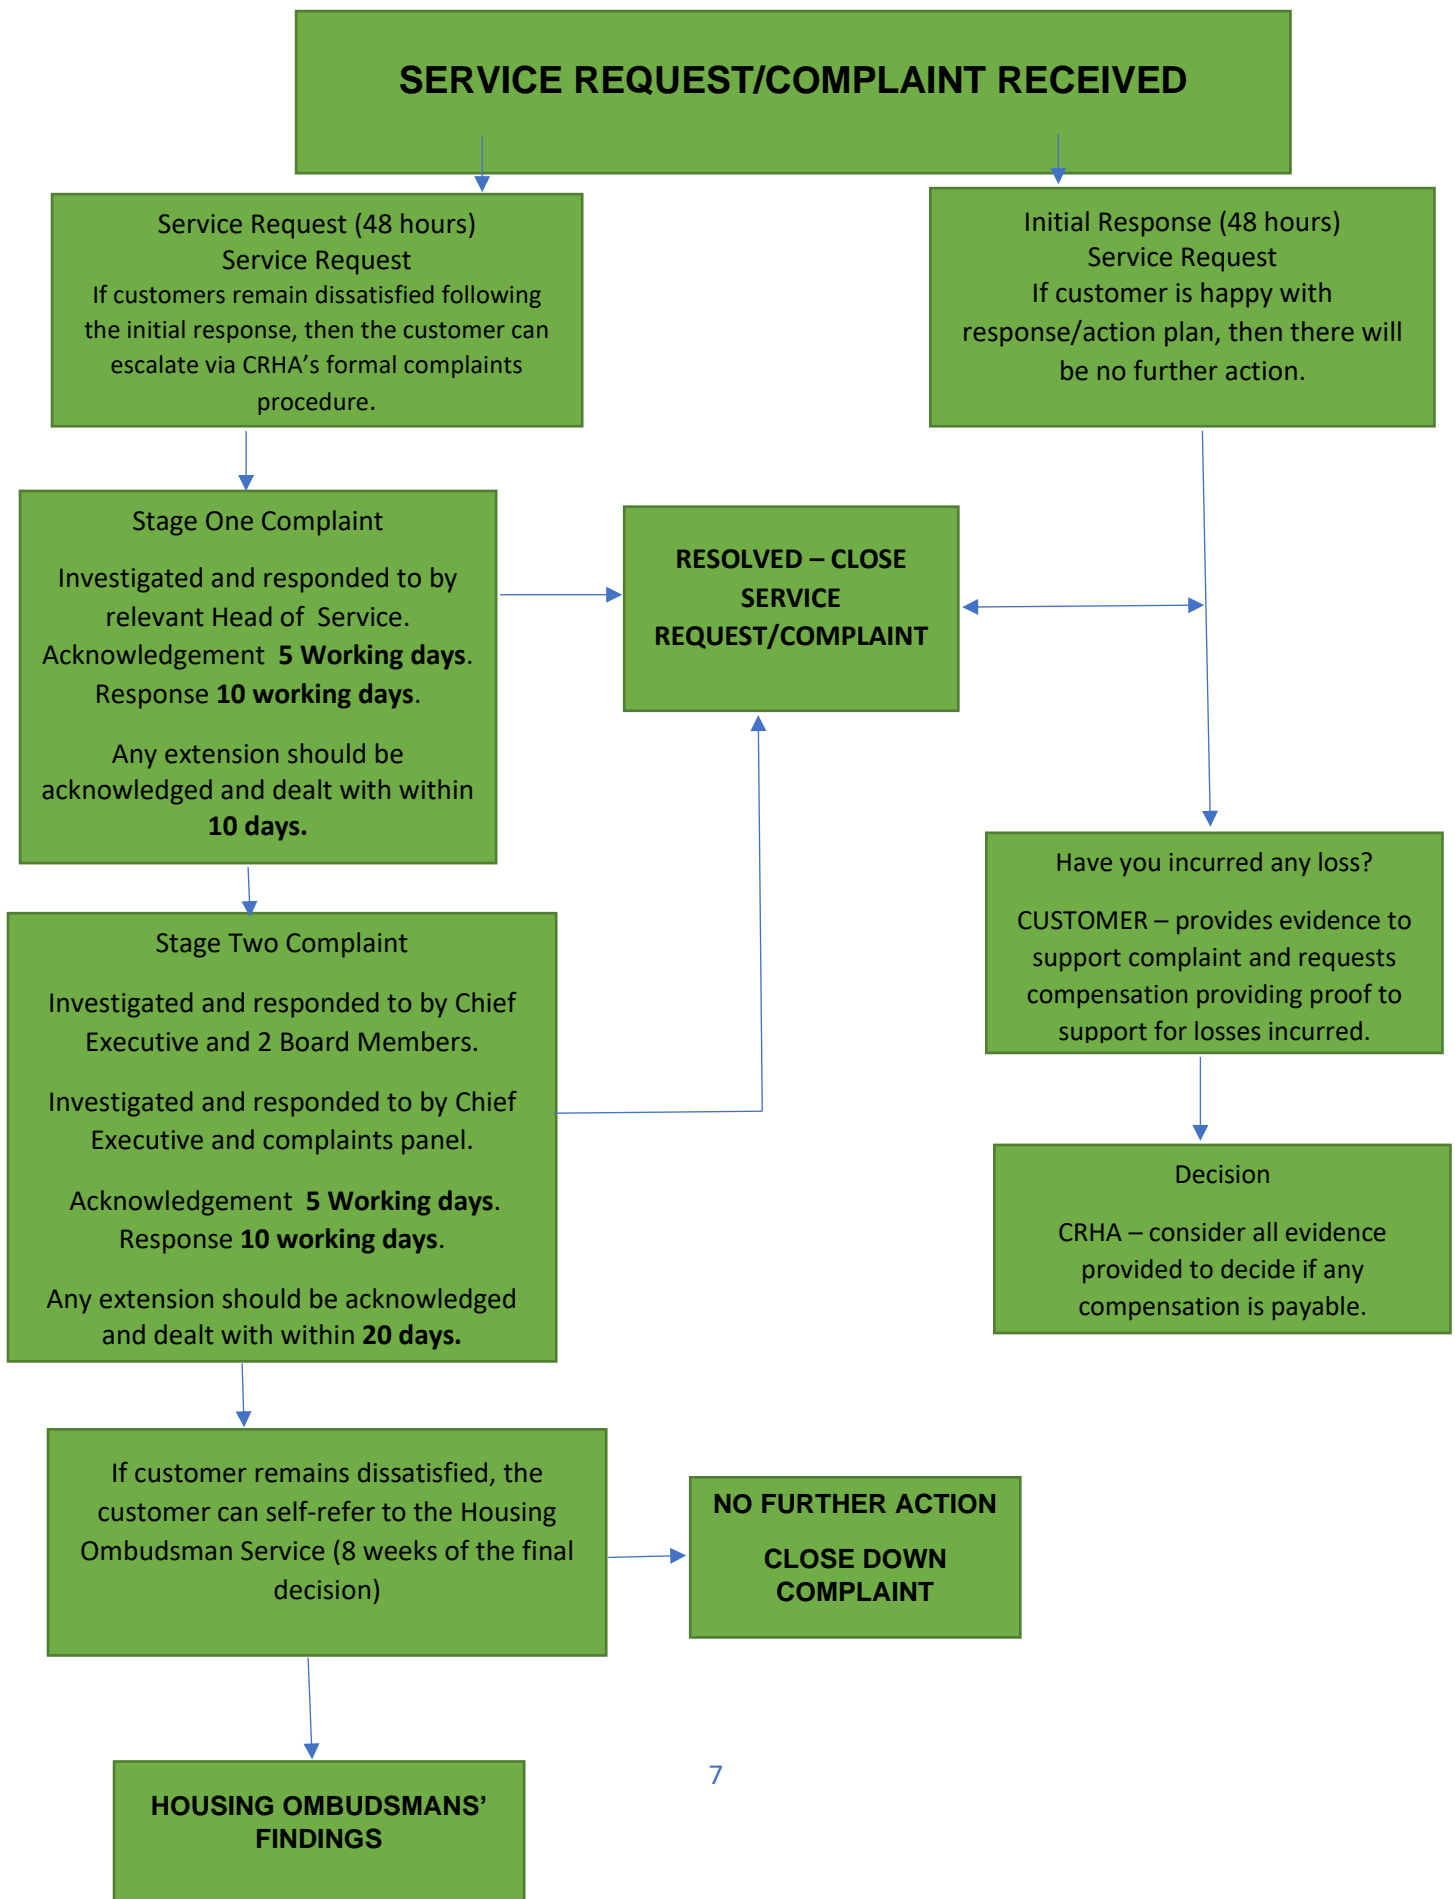 SERVICE REQUEST/COMPLAINT RECEIVED
Service Request (48 hours)
Service Request
If customers remain dissatisfied following
the initial response, then the customer can
escalate via CRHA’s formal complaints
procedure.
Initial Response (48 hours)
Service Request
If customer is happy with
response/action plan, then there will
be no further action.
Stage One Complaint
Investigated and responded to by
relevant Head of Service.
Acknowledgement 5 Working days.
Response 10 working days.
Any extension should be
acknowledged and dealt with within
10 days.
RESOLVED – CLOSE
SERVICE
REQUEST/COMPLAINT
Have you incurred any loss?
CUSTOMER – provides evidence to
support complaint and requests
compensation providing proof to
support for losses incurred.
Stage Two Complaint
Investigated and responded to by Chief
Executive and 2 Board Members.
Investigated and responded to by Chief
Executive and complaints panel.
Acknowledgement 5 Working days.
Response 10 working days.
Any extension should be acknowledged
and dealt with within 20 days.
Decision
CRHA – consider all evidence
provided to decide if any
compensation is payable.
If customer remains dissatisfied, the
customer can self-refer to the Housing
Ombudsman Service (8 weeks of the final
decision)
NO FURTHER ACTION
CLOSE DOWN
COMPLAINT
HOUSING OMBUDSMANS’
FINDINGS
7